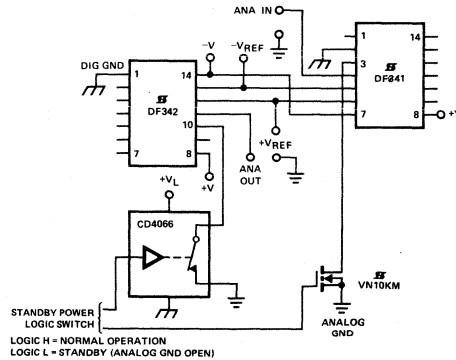 ANA IN
−V
−VREF
DIG GND
1
14
DF342
10
7
8
+V
+VREF
ANA
OUT
1
14
3
DF341
7
8
+V
+VL
CD4066
VN10KM
ANALOG
GND
STANDBY POWER
LOGIC SWITCH
LOGIC H = NORMAL OPERATION
LOGIC L = STANDBY (ANALOG GND OPEN)